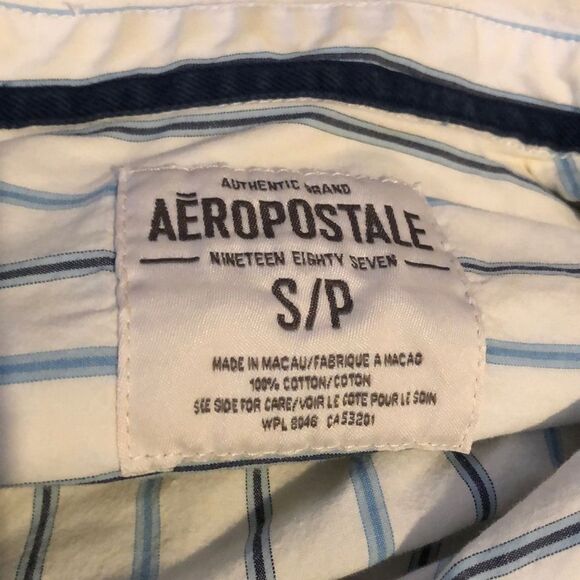 AUTHENTIC BRAND
AĒROPOSTALE
NINETEEN EIGHTY SEVEN
S/P
MADE IN MACAU/FABRIQUE A MACAO
100% COTTON/COTON
SEE SIDE FOR CARE/VOIR LE COTE POUR LE SOIN
WPL 8046 CA53201